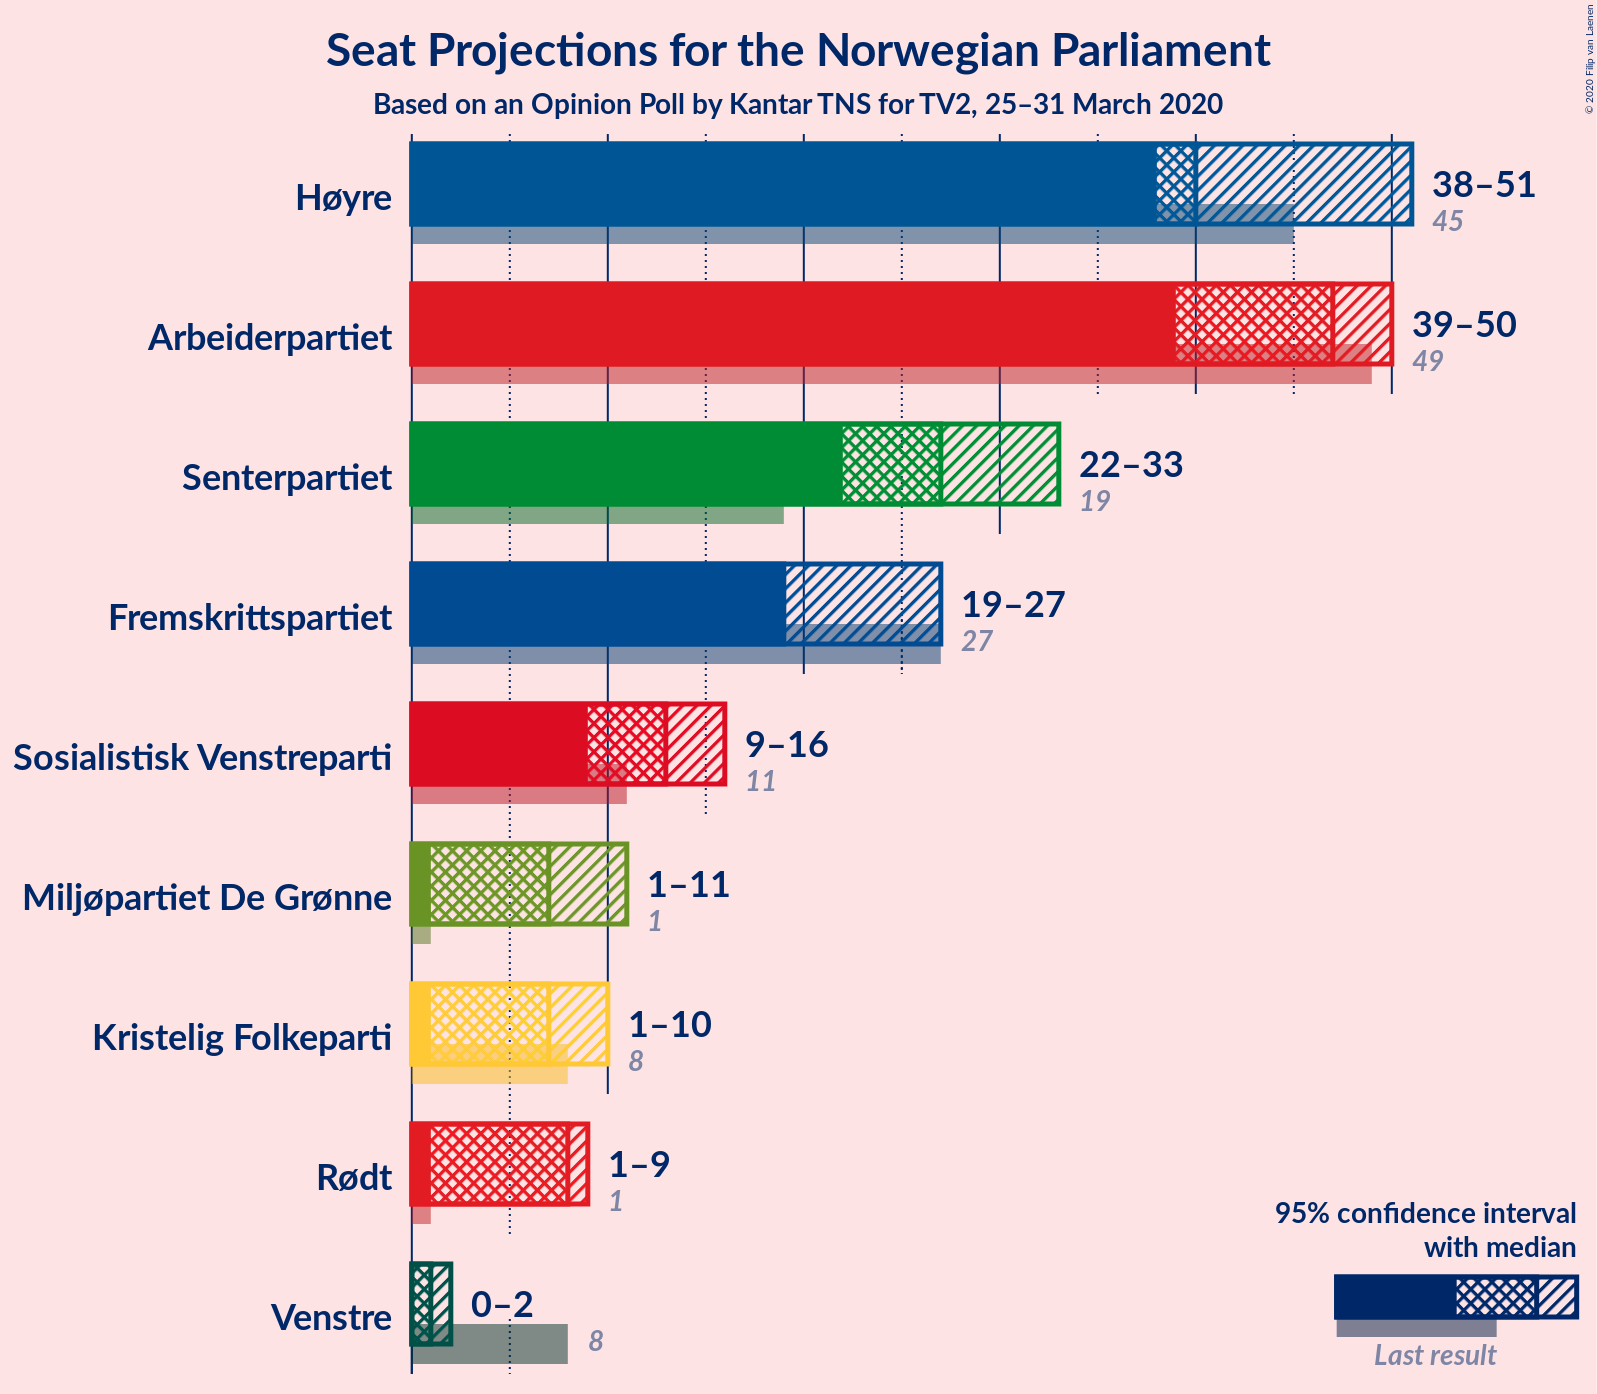 Seat Projections for the Norwegian Parliament
Based on an Opinion Poll by Kantar TNS for TV2, 25–31 March 2020
© 2020 Filip van Laenen
Høyre
38–51
45
Arbeiderpartiet
39–50
49
Senterpartiet
22–33
19
Fremskrittspartiet
19–27
27
Sosialistisk Venstreparti
9–16
11
Miljøpartiet De Grønne
1–11
1
Kristelig Folkeparti
1–10
8
Rødt
1–9
1
Venstre
0–2
8
95% confidence interval
with median
Last result